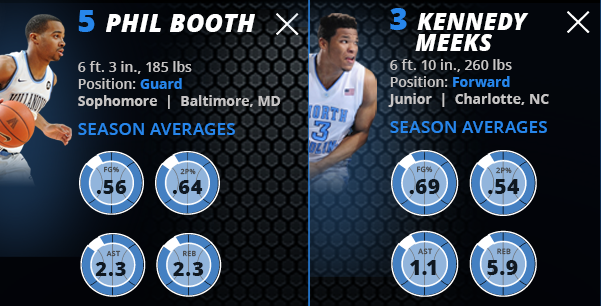 5 PHIL BOOTH
6 ft. 3 in., 185 lbs
Position: Guard
Sophomore | Baltimore, MD
SEASON AVERAGES
FG% .56
2P% .64
AST 2.3
REB 2.3
3 KENNEDY
MEEKS
6 ft. 10 in., 260 lbs
Position: Forward
Junior | Charlotte, NC
SEASON AVERAGES
FG% .69
2P% .54
AST 1.1
REB 5.9
NORTH
3